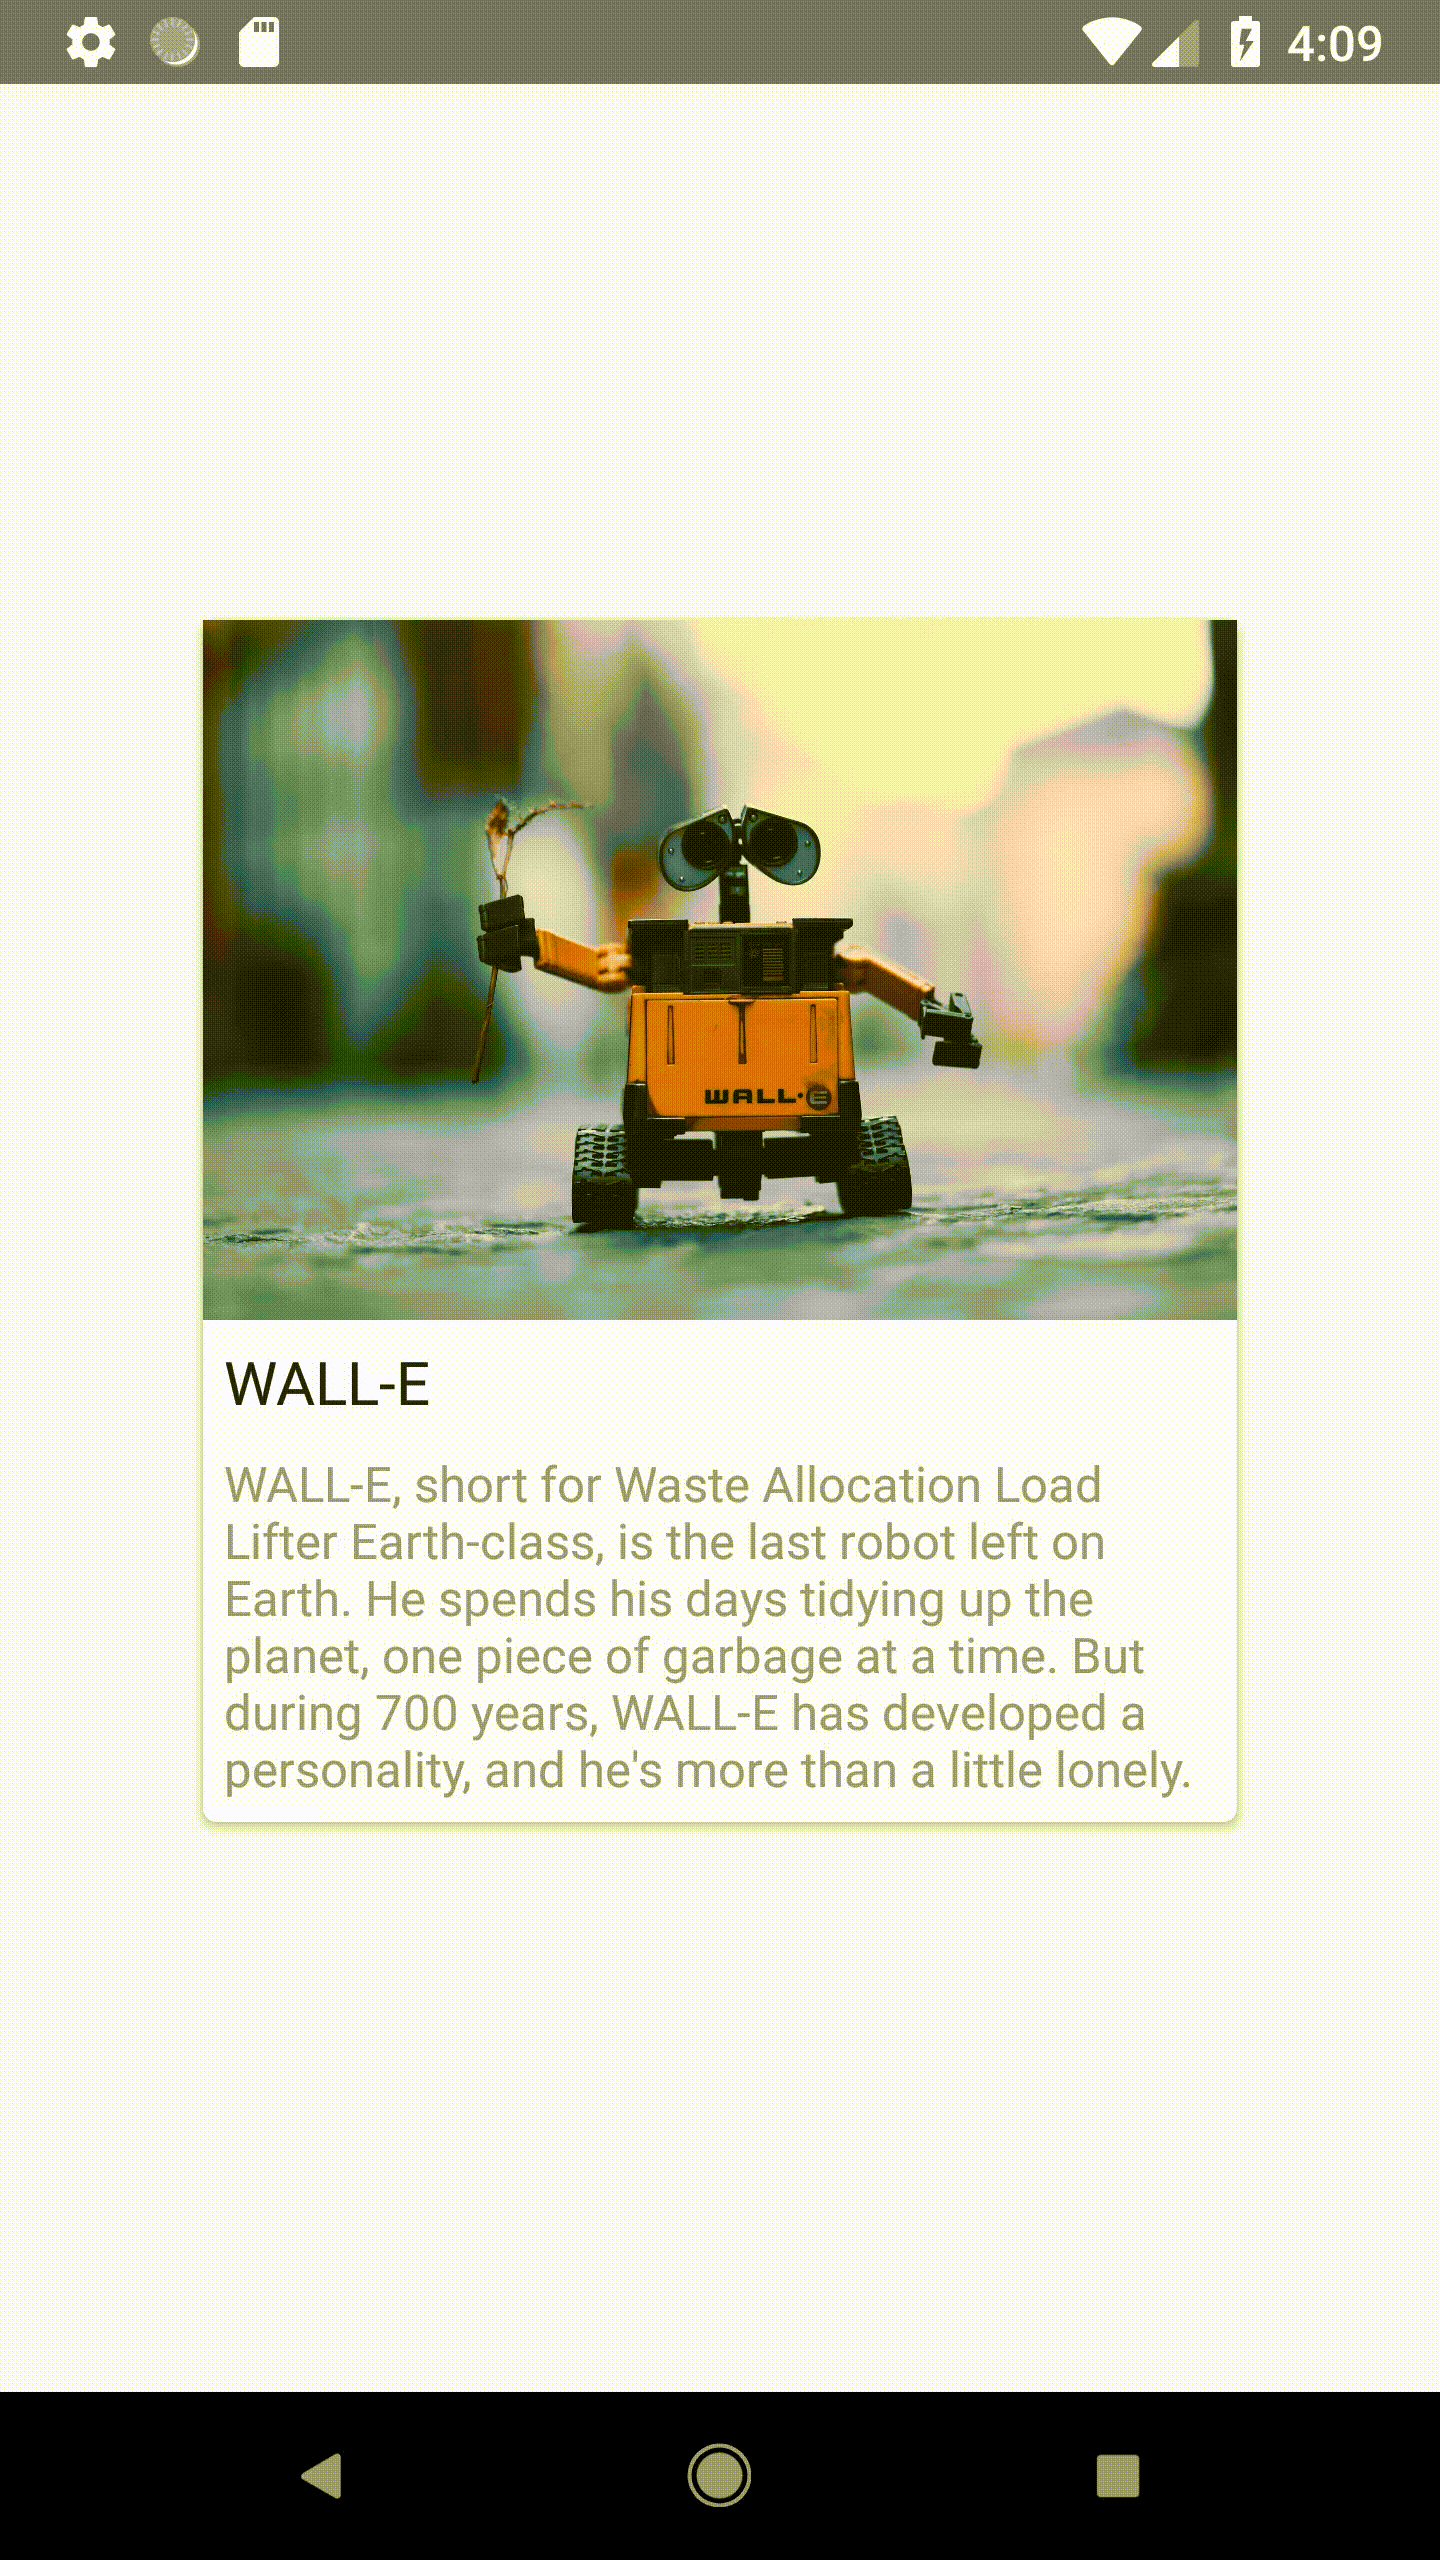 4:09
WALL·E
WALL-E
WALL-E, short for Waste Allocation Load
Lifter Earth-class, is the last robot left on
Earth. He spends his days tidying up the
planet, one piece of garbage at a time. But
during 700 years, WALL-E has developed a
personality, and he's more than a little lonely.